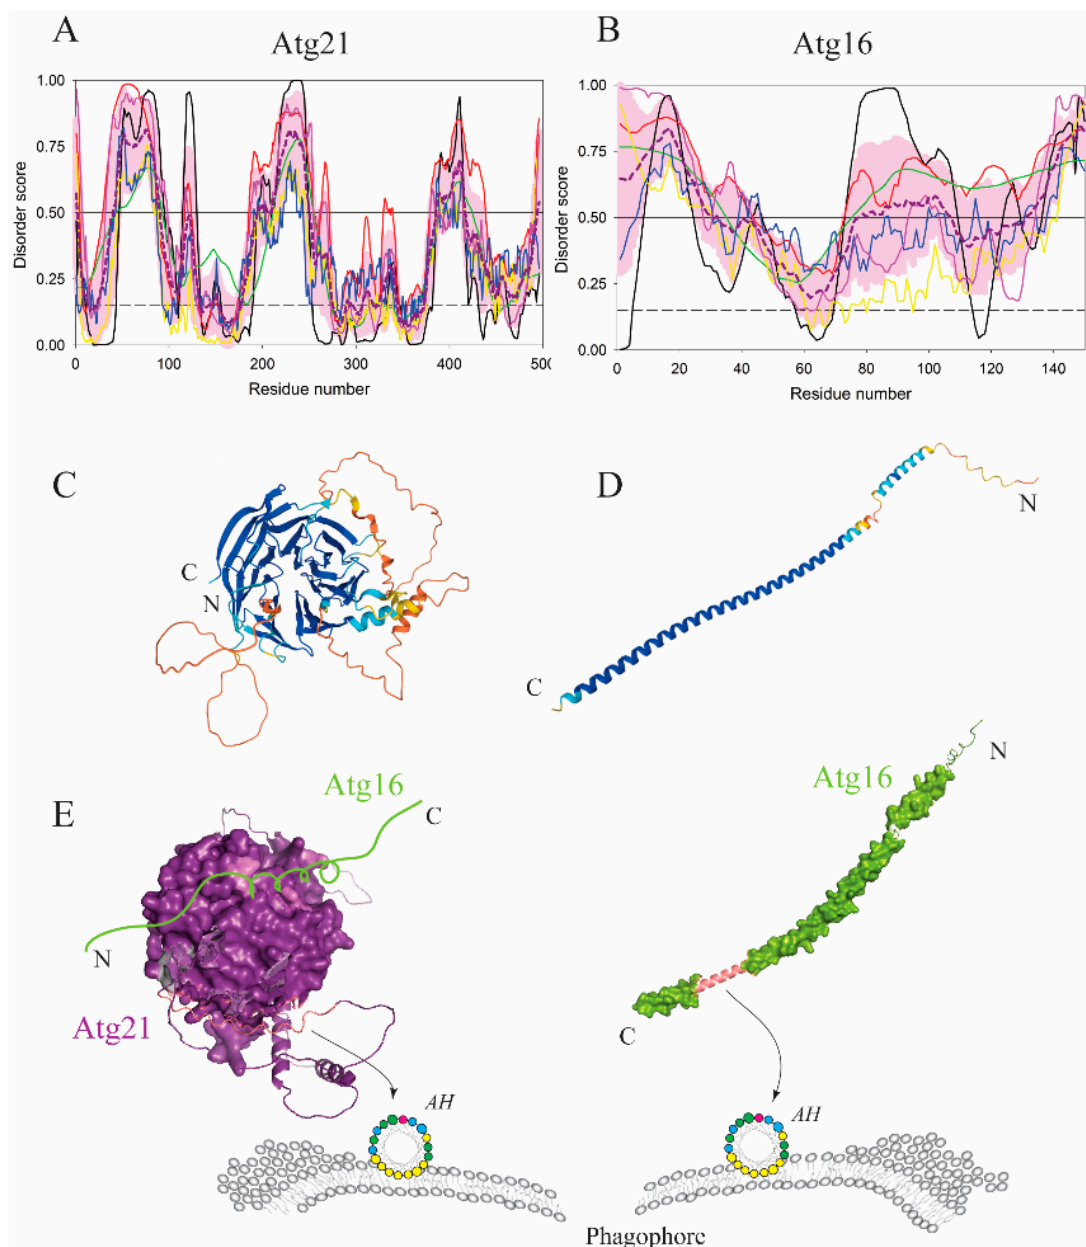 A Atg21
B Atg16
1.00
0.75
0.50
0.25
0.00
Disorder score
0 100 200 300 400 500
Residue number
1.00
0.75
0.50
0.25
0.00
Disorder score
0 20 40 60 80 100 120 140
Residue number
C
C
N
D
N
C
E
Atg16
C
N
Atg21
AH
Atg16
N
C
AH
Phagophore